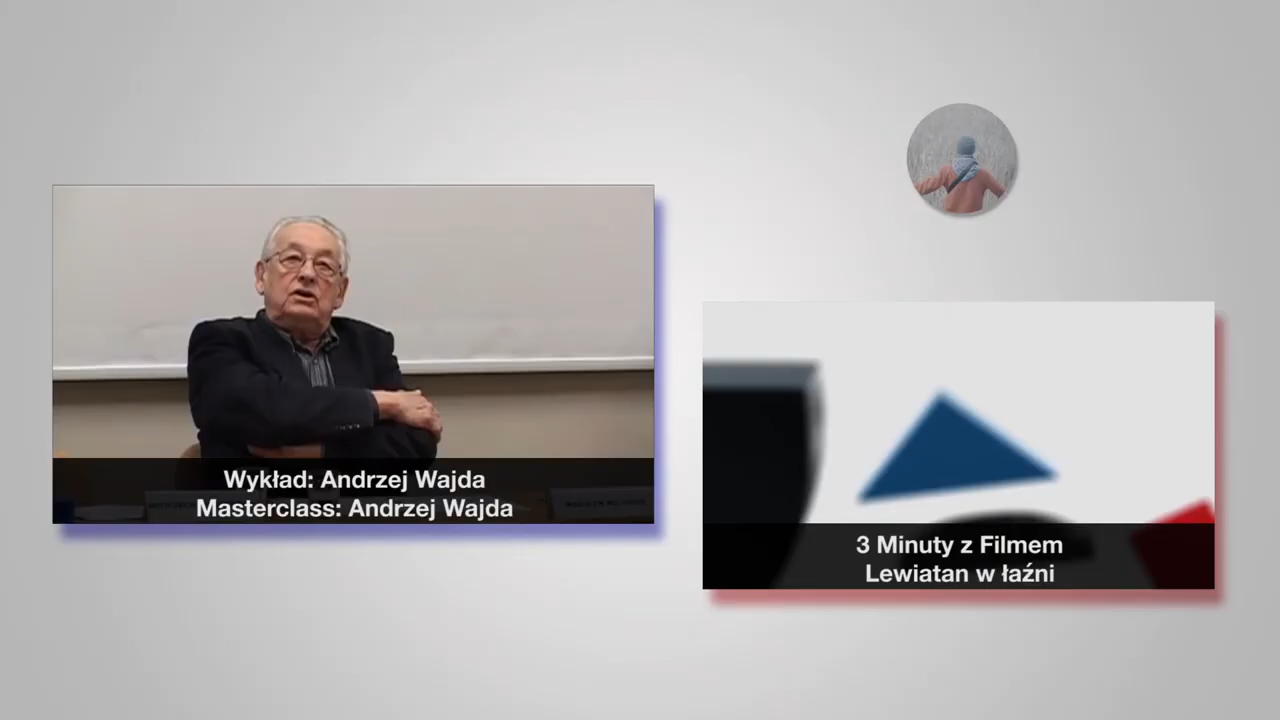 Wykład: Andrzej Wajda
Masterclass: Andrzej Wajda
3 Minuty z Filmem
Lewiatan w łaźni